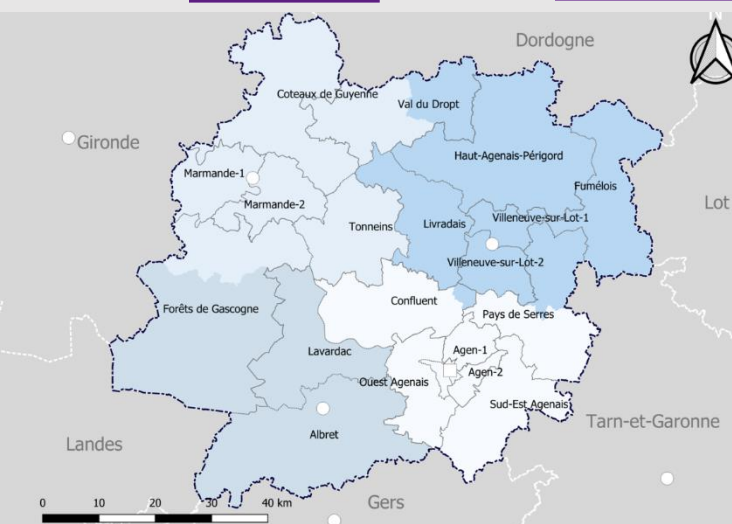 N
Dordogne
Coteaux de Guyenne
Val du Dropt
Gironde
Haut-Agenais-Périgord
Marmande-1
Fumélois
Marmande-2
Lot
Livradais
Villeneuve-sur-Lot-1
Tonneins
Villeneuve-sur-Lot-2
Confluent
Forêts de Gascogne
Pays de Serres
Lavardac
Agen-1
Agen-2
Ouest Agenais
Sud-Est Agenais
Tarn-et-Garonne
Albret
Landes
Gers
0 10 20 30 40 km